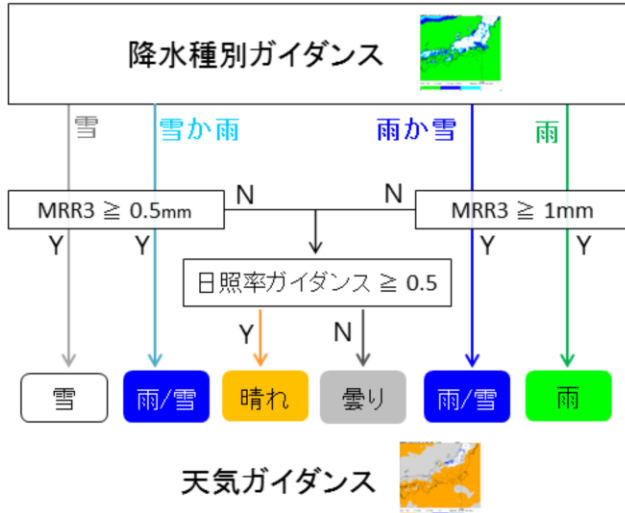 降水種別ガイダンス
雪
雪か雨
雨か雪
雨
N
N
MRR3 ≧ 0.5mm
MRR3 ≧ 1mm
Y
Y
Y
Y
日照率ガイダンス ≧ 0.5
Y
N
雪
雨/雪
晴れ
曇り
雨/雪
雨
天気ガイダンス